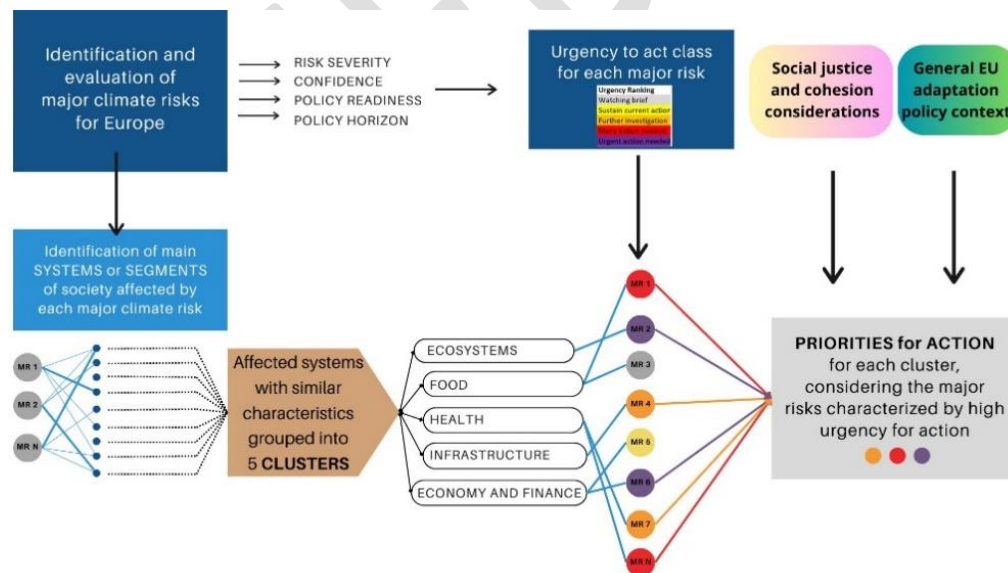 Identification and
evaluation of
major climate risks
for Europe
RISK SEVERITY
CONFIDENCE
POLICY READINESS
POLICY HORIZON
Urgency to act class
for each major risk
Urgency Ranking
Watching brief
Sustain current action
Further investigation
More action needed
Urgent action needed
Social justice
and cohesion
considerations
General EU
adaptation
policy context
Identification of main
SYSTEMS or SEGMENTS
of society affected by
each major climate risk
MR 1
MR 2
MR N
Affected systems
with similar
characteristics
grouped into
5 CLUSTERS
ECOSYSTEMS
FOOD
HEALTH
INFRASTRUCTURE
ECONOMY AND FINANCE
MR 1
MR 2
MR 3
MR 4
MR 5
MR 6
MR 7
MR N
PRIORITIES for ACTION
for each cluster,
considering the major
risks characterized by high
urgency for action